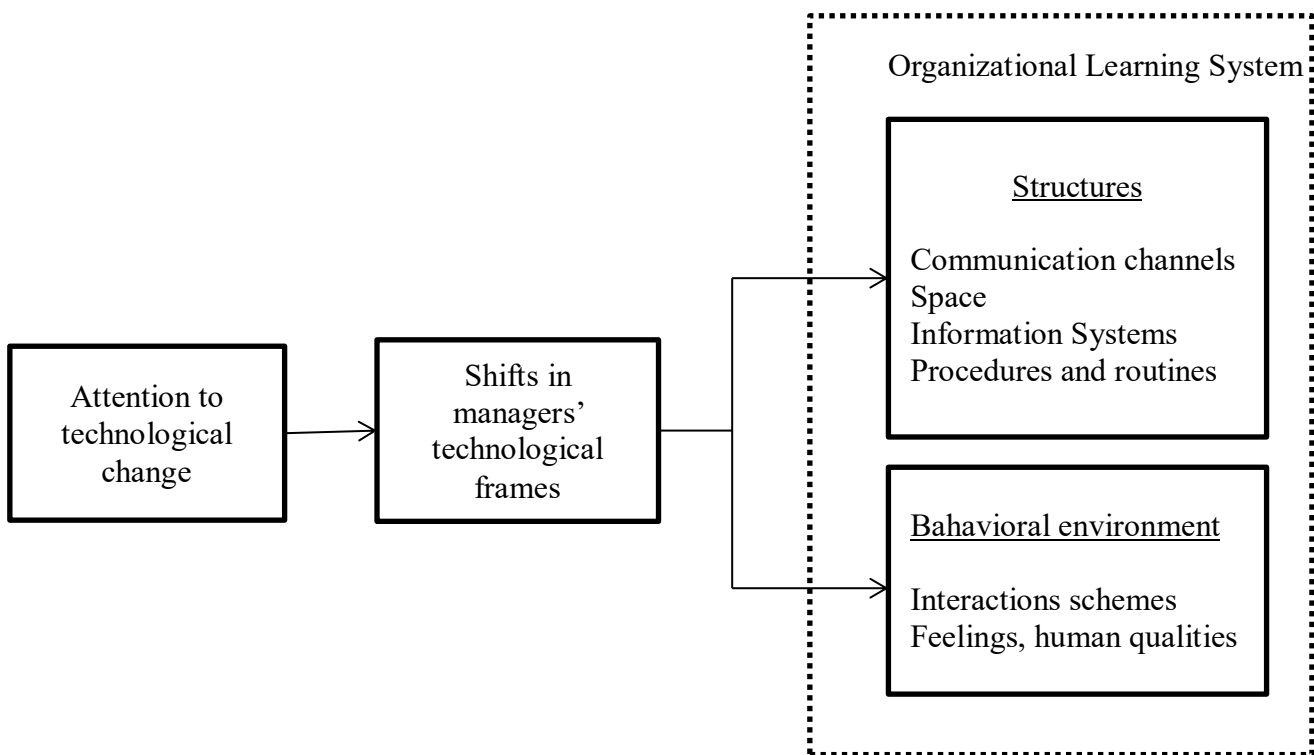 Organizational Learning System
Structures
Communication channels
Space
Information Systems
Procedures and routines
Attention to
technological
change
Shifts in
managers’
technological
frames
Bahavioral environment
Interactions schemes
Feelings, human qualities